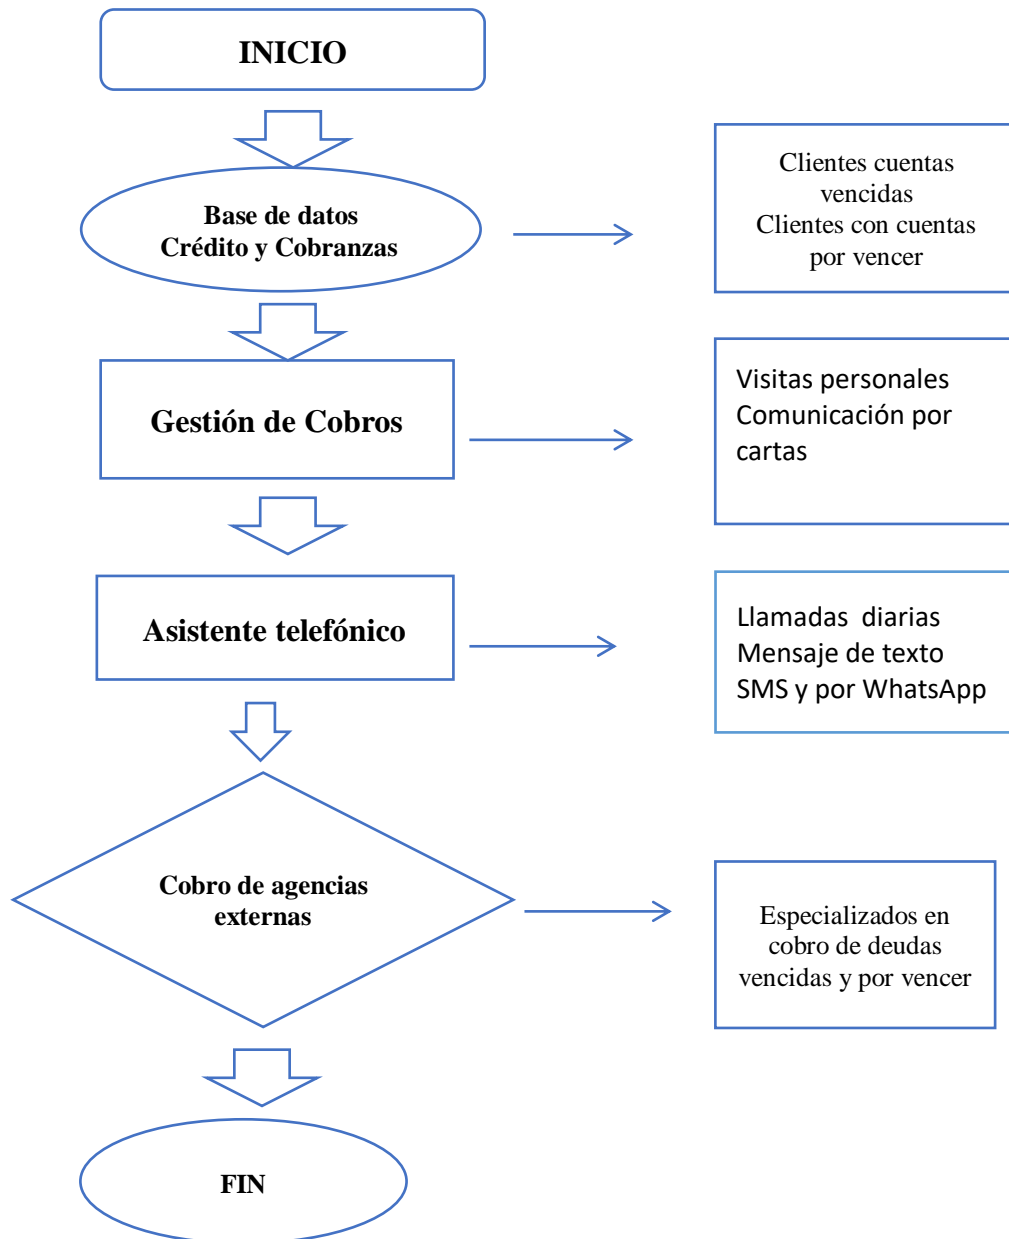 INICIO
Base de datos
Crédito y Cobranzas
Clientes cuentas
vencidas
Clientes con cuentas
por vencer
Gestión de Cobros
Visitas personales
Comunicación por
cartas
Asistente telefónico
Llamadas  diarias
Mensaje de texto
SMS y por WhatsApp
Cobro de agencias
externas
Especializados en
cobro de deudas
vencidas y por vencer
FIN